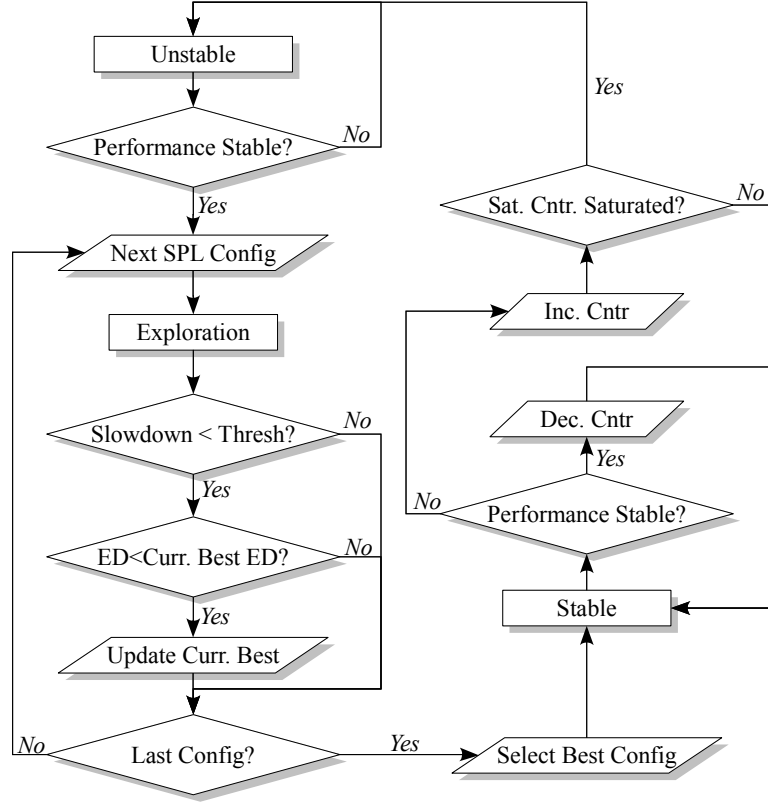 Unstable
Performance Stable?
No
Yes
Next SPL Config
Exploration
Slowdown < Thresh?
No
Yes
ED<Curr. Best ED?
No
Yes
Update Curr. Best
Last Config?
No
Yes
Select Best Config
Stable
Performance Stable?
No
Yes
Dec. Cntr
Inc. Cntr
Sat. Cntr. Saturated?
No
Yes